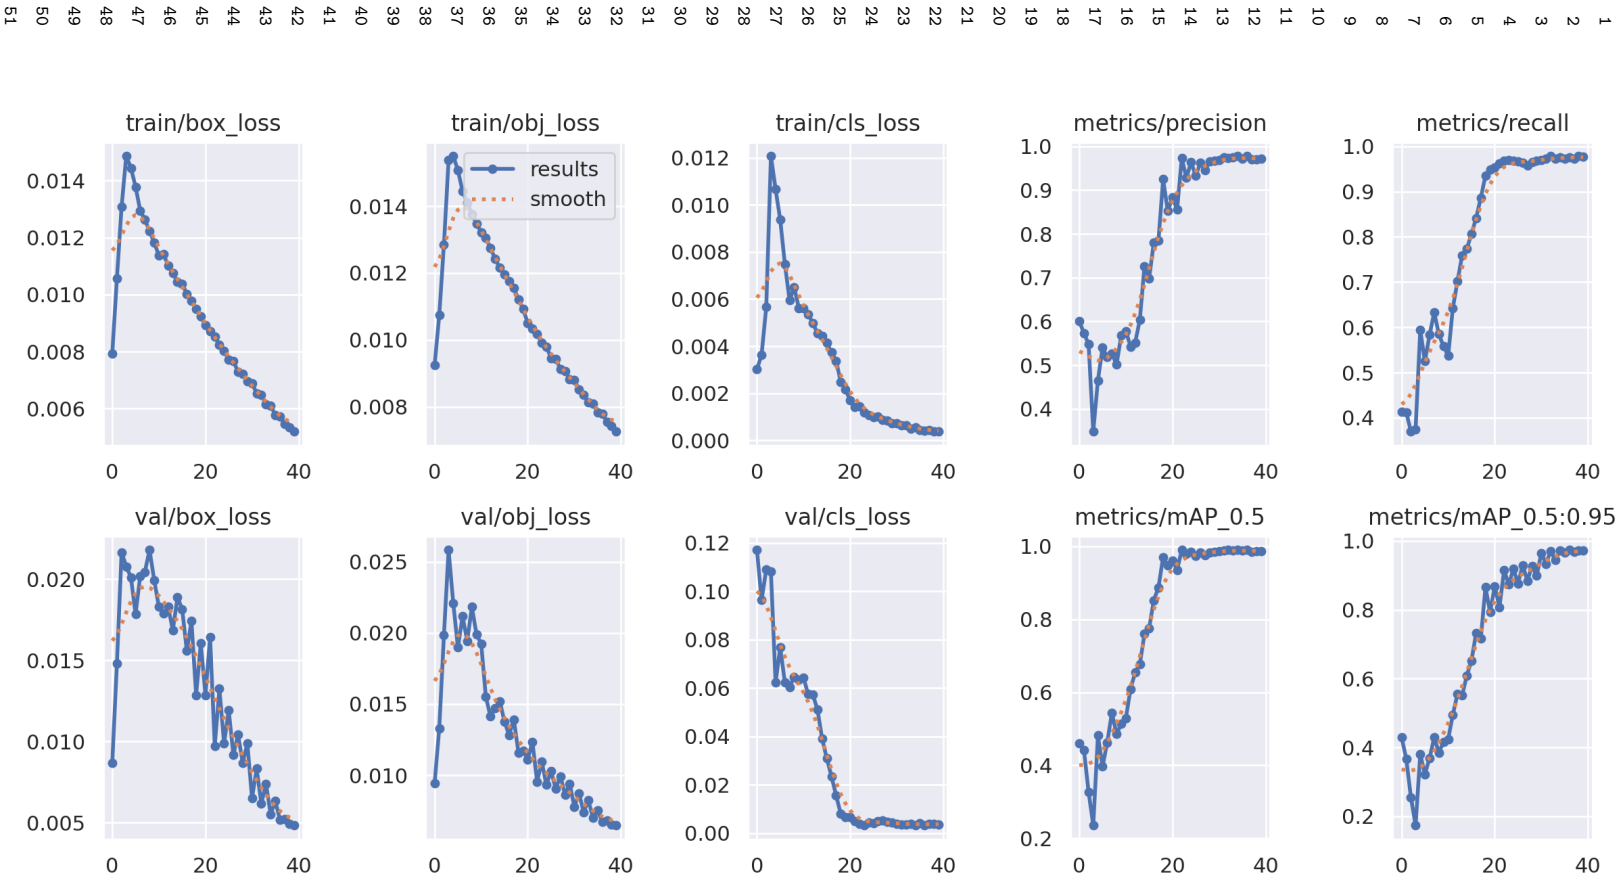 51 50 49 48 47 46 45 44 43 42 41 40 39 38 37 36 35 34 33 32 31 30 29 28 27 26 25 24 23 22 21 20 19 18 17 16 15 14 13 12 11 10 9 8 7 6 5 4 3 2 1
train/box_loss
0.014
0.012
0.010
0.008
0.006
0 20 40
train/obj_loss
results
smooth
0.014
0.012
0.010
0.008
0 20 40
train/cls_loss
0.012
0.010
0.008
0.006
0.004
0.002
0.000
0 20 40
metrics/precision
1.0
0.9
0.8
0.7
0.6
0.5
0.4
0 20 40
metrics/recall
1.0
0.9
0.8
0.7
0.6
0.5
0.4
0 20 40
val/box_loss
0.020
0.015
0.010
0.005
0 20 40
val/obj_loss
0.025
0.020
0.015
0.010
0 20 40
val/cls_loss
0.12
0.10
0.08
0.06
0.04
0.02
0.00
0 20 40
metrics/mAP_0.5
1.0
0.8
0.6
0.4
0.2
0 20 40
metrics/mAP_0.5:0.95
1.0
0.8
0.6
0.4
0.2
0 20 40